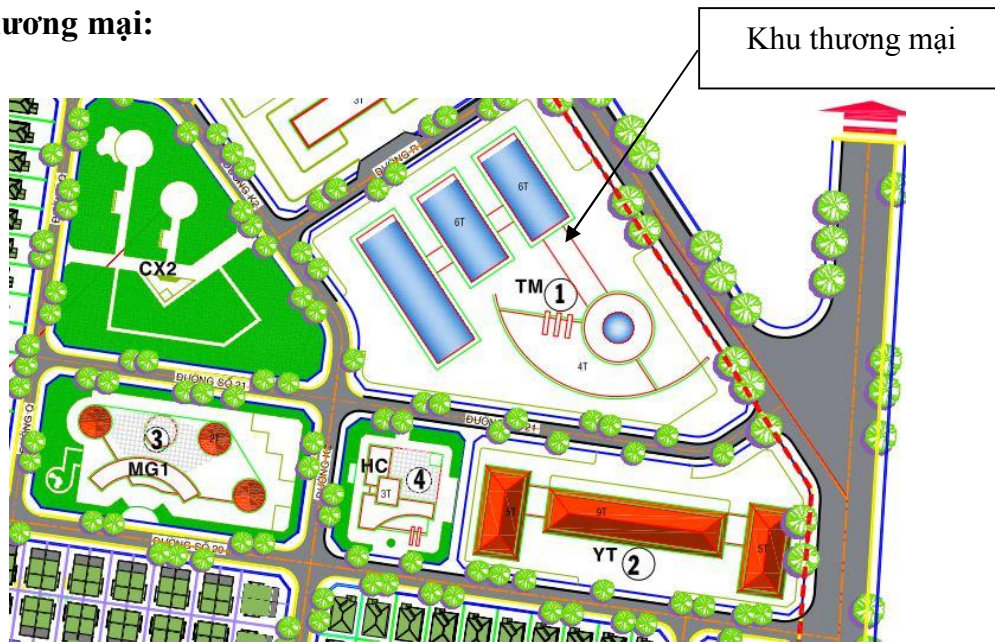 ương mại:
Khu thương mại
3T
6T
6T
CX2
TM
1
4T
ĐƯỜNG SỐ 21
3
2T
MG1
HC
4
3T
5T
9T
5T
YT
2
ĐƯỜNG SỐ 20